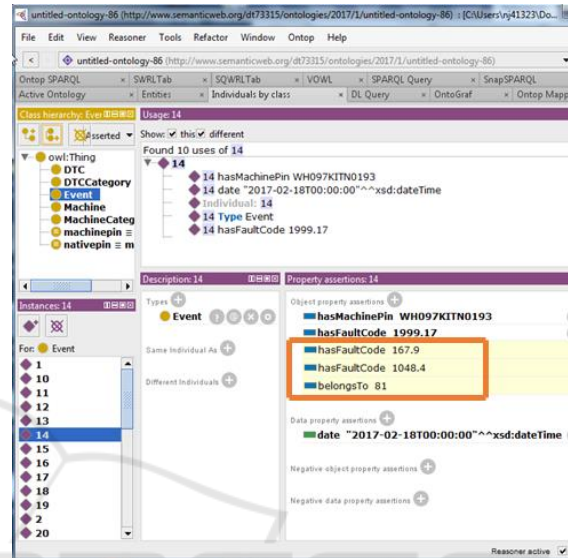 untitled-ontology-86 (http://www.semanticweb.org/dt73315/ontologies/2017/1/untitled-ontology-86) : [C:\Users\nj41323\Do...
File Edit View Reasoner Tools Refactor Window Ontop Help
< > untitled-ontology-86 (http://www.semanticweb.org/dt73315/ontologies/2017/1/untitled-ontology-86)
Ontop SPARQL × SWRLTab × SQWRLTab × VOWL × SPARQL Query × SnapSPARQL
Active Ontology × Entities × Individuals by class × DL Query × OntoGraf × Ontop Mapp
Class hierarchy: Even
Asserted
owl:Thing
DTC
DTCCategory
Event
Machine
MachineCateg
machinepin ≡
nativepin ≡ m
Usage: 14
Show: this different
Found 10 uses of 14
14
14 hasMachinePin WH097KITN0193
14 date "2017-02-18T00:00:00"^^xsd:dateTime
Individual: 14
14 Type Event
14 hasFaultCode 1999.17
Instances: 14
For: Event
1
10
11
12
13
14
15
16
17
18
19
2
20
Description: 14
Types
Event ? @ × o
Same Individual As
Different Individuals
Property assertions: 14
Object property assertions
hasMachinePin WH097KITN0193
hasFaultCode 1999.17
hasFaultCode 167.9
hasFaultCode 1048.4
belongsTo 81
Data property assertions
date "2017-02-18T00:00:00"^^xsd:dateTime
Negative object property assertions
Negative data property assertions
Reasoner active